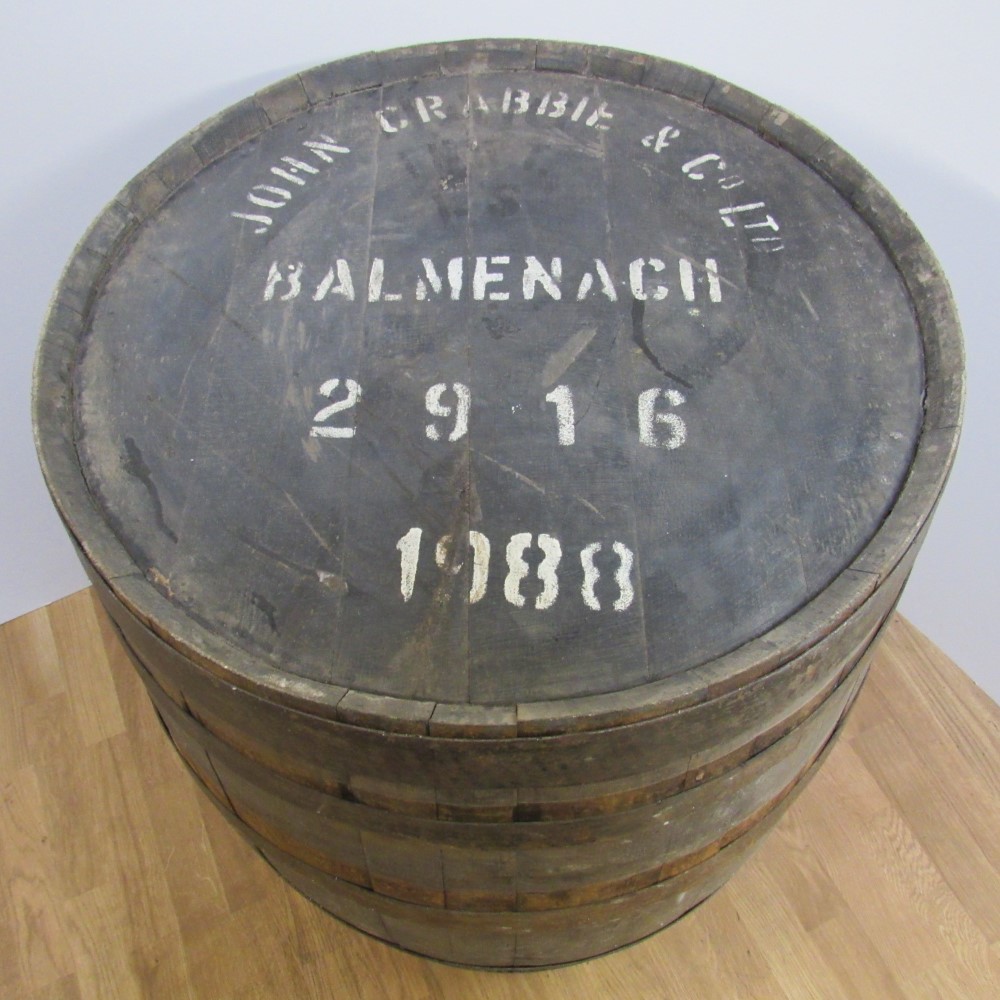 JOHN CRABBIE & Co LTD
BALMENACH
2916
1988